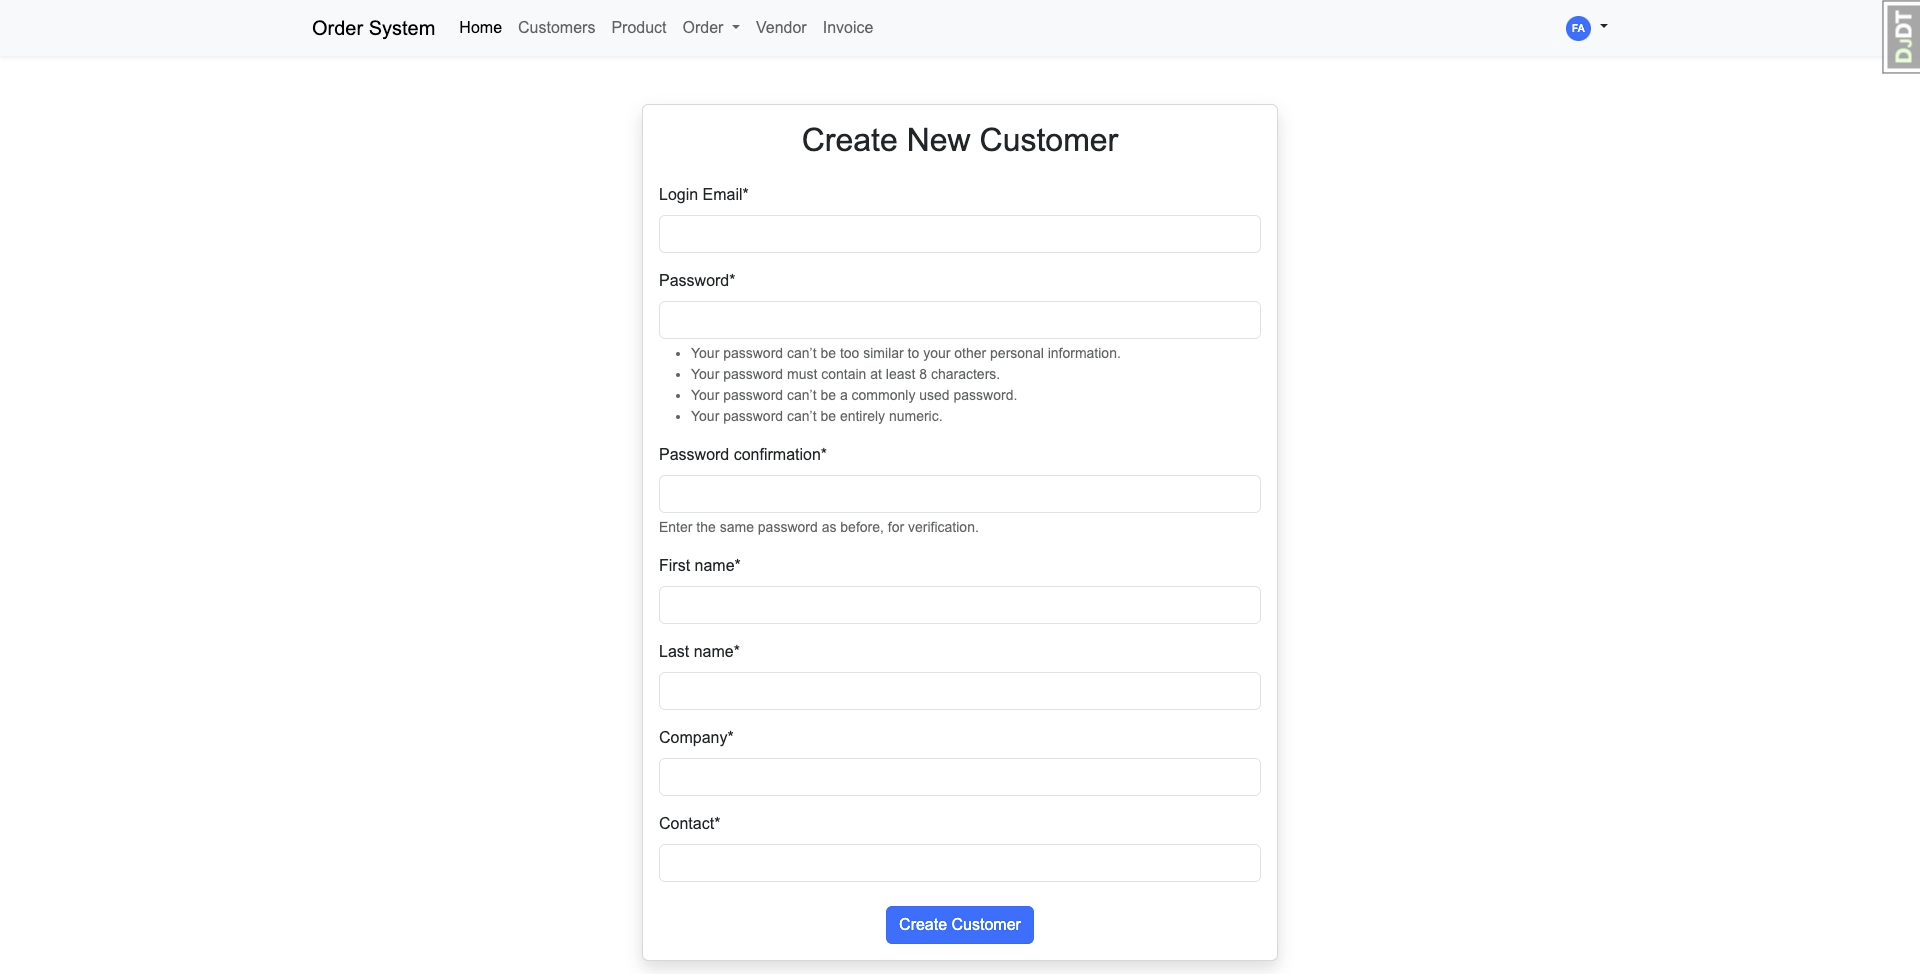 Order System Home Customers Product Order Vendor Invoice FA
DJDT
Create New Customer
Login Email*
Password*
Your password can’t be too similar to your other personal information.
Your password must contain at least 8 characters.
Your password can’t be a commonly used password.
Your password can’t be entirely numeric.
Password confirmation*
Enter the same password as before, for verification.
First name*
Last name*
Company*
Contact*
Create Customer